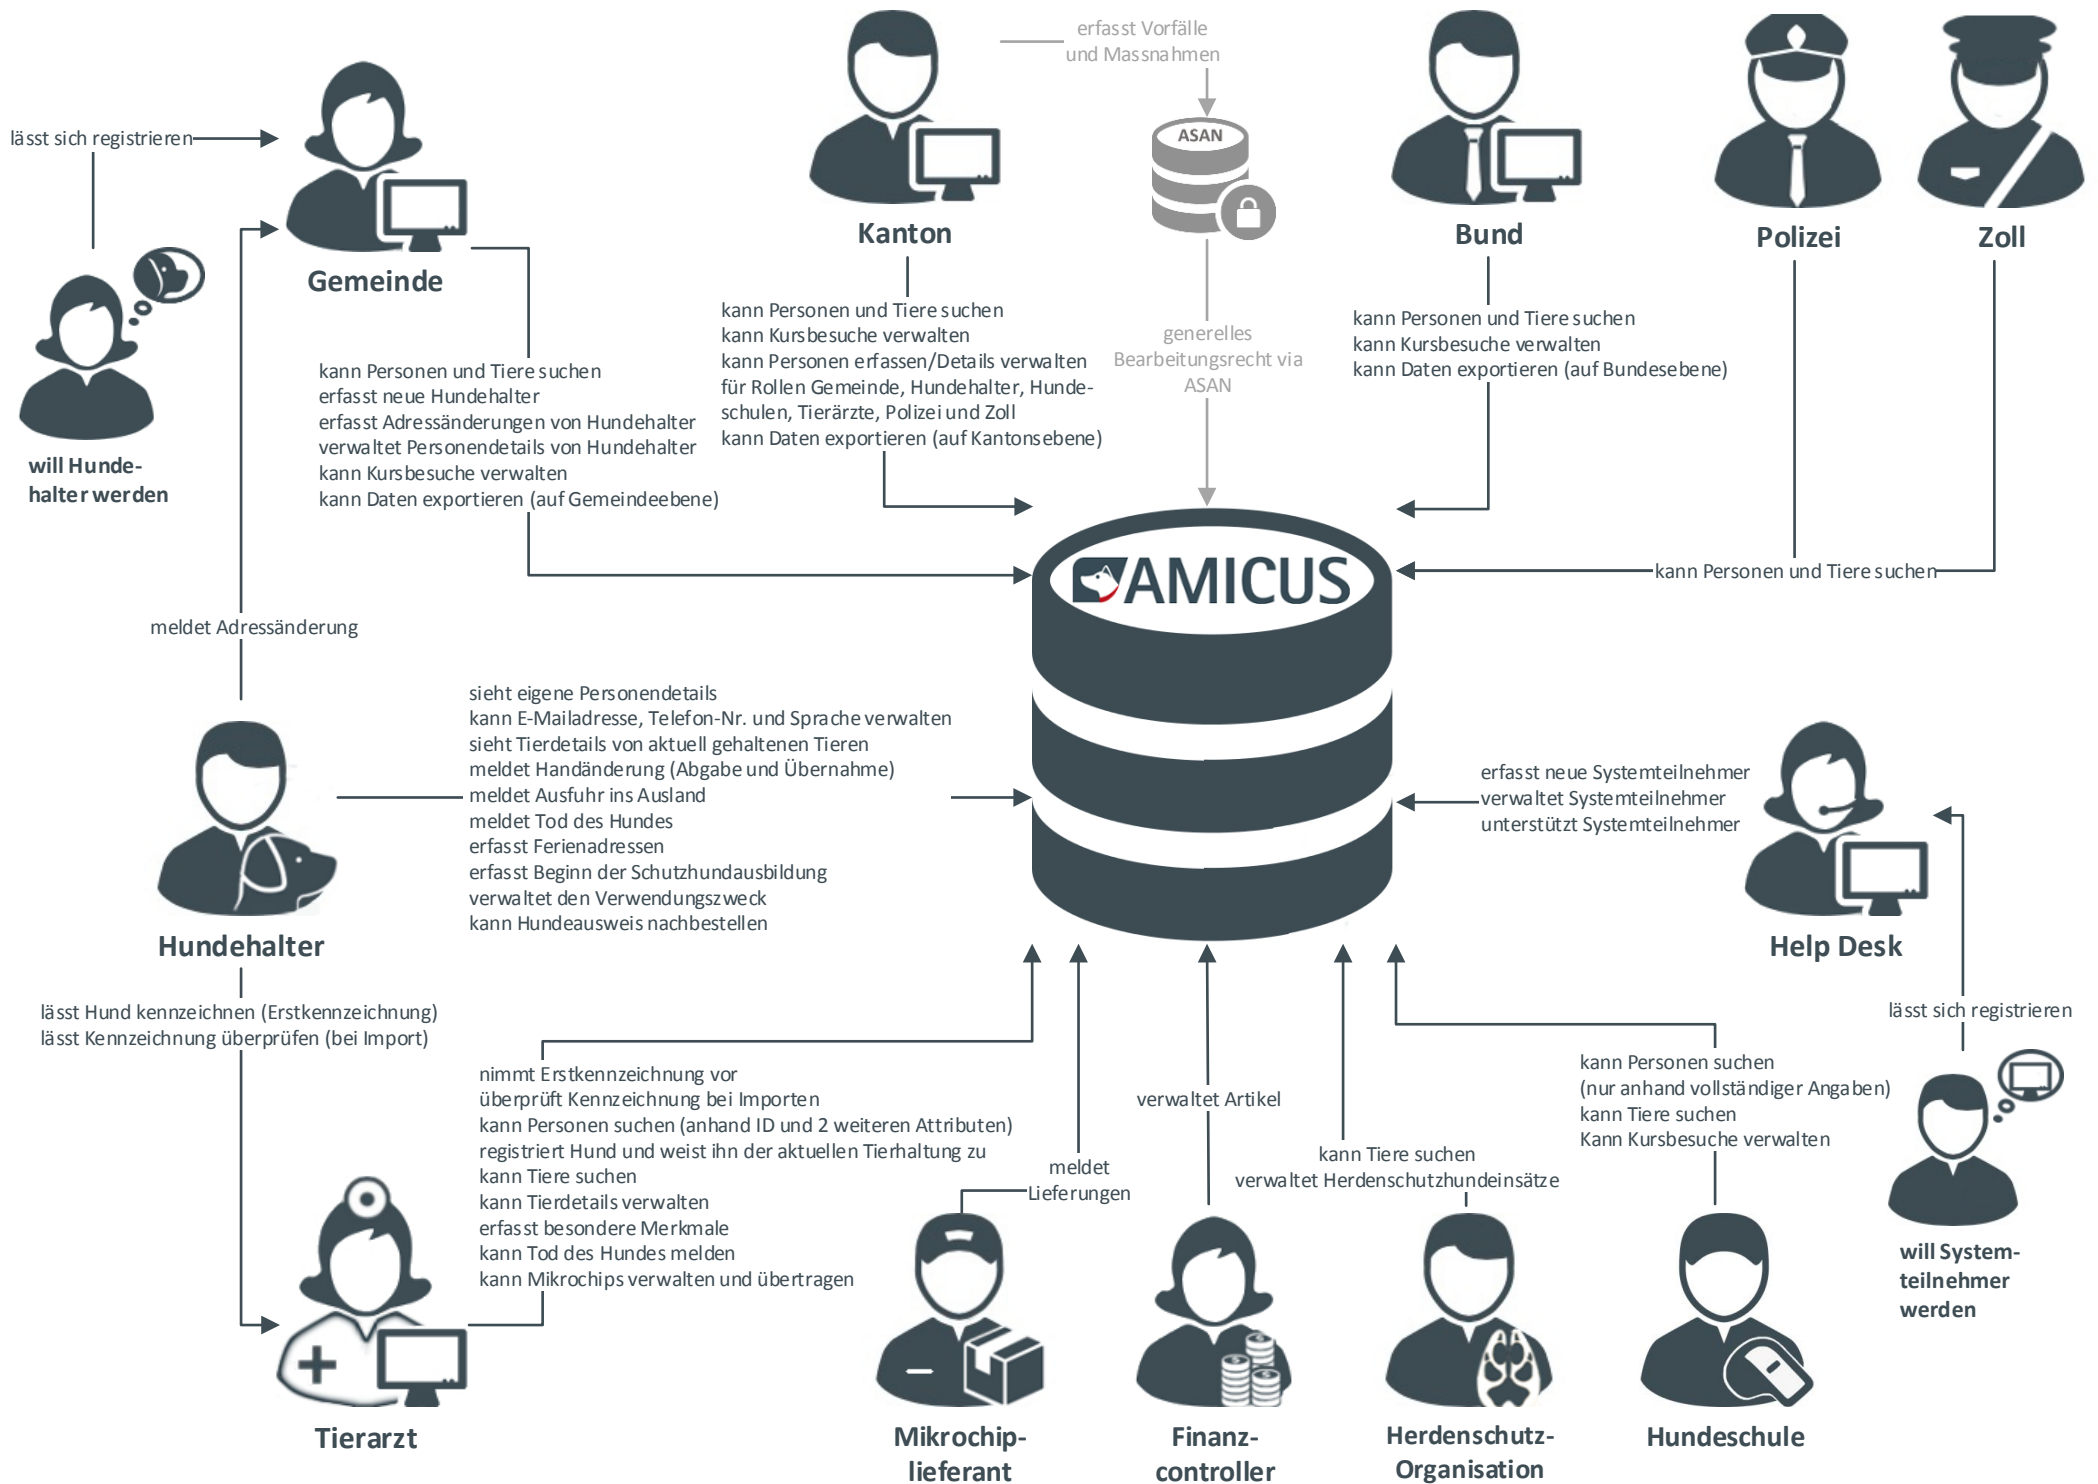 erfasst Vorfälle
und Massnahmen
lässt sich registrieren
ASAN
Gemeinde
Kanton
Bund
Polizei
Zoll
will Hunde-
halter werden
kann Personen und Tiere suchen
erfasst neue Hundehalter
erfasst Adressänderungen von Hundehalter
verwaltet Personendetails von Hundehalter
kann Kursbesuche verwalten
kann Daten exportieren (auf Gemeindeebene)
kann Personen und Tiere suchen
kann Kursbesuche verwalten
kann Personen erfassen/Details verwalten
für Rollen Gemeinde, Hundehalter, Hunde-
schulen, Tierärzte, Polizei und Zoll
kann Daten exportieren (auf Kantonsebene)
generelles
Bearbeitungsrecht via
ASAN
kann Personen und Tiere suchen
kann Kursbesuche verwalten
kann Daten exportieren (auf Bundesebene)
kann Personen und Tiere suchen
AMICUS
meldet Adressänderung
sieht eigene Personendetails
kann E-Mailadresse, Telefon-Nr. und Sprache verwalten
sieht Tierdetails von aktuell gehaltenen Tieren
meldet Handänderung (Abgabe und Übernahme)
meldet Ausfuhr ins Ausland
meldet Tod des Hundes
erfasst Ferienadressen
erfasst Beginn der Schutzhundausbildung
verwaltet den Verwendungszweck
kann Hundeausweis nachbestellen
erfasst neue Systemteilnehmer
verwaltet Systemteilnehmer
unterstützt Systemteilnehmer
Hundehalter
Help Desk
lässt Hund kennzeichnen (Erstkennzeichnung)
lässt Kennzeichnung überprüfen (bei Import)
lässt sich registrieren
nimmt Erstkennzeichnung vor
überprüft Kennzeichnung bei Importen
kann Personen suchen (anhand ID und 2 weiteren Attributen)
registriert Hund und weist ihn der aktuellen Tierhaltung zu
kann Tiere suchen
kann Tierdetails verwalten
erfasst besondere Merkmale
kann Tod des Hundes melden
kann Mikrochips verwalten und übertragen
meldet
Lieferungen
verwaltet Artikel
kann Tiere suchen
verwaltet Herdenschutzhundeinsätze
kann Personen suchen
(nur anhand vollständiger Angaben)
kann Tiere suchen
Kann Kursbesuche verwalten
will System-
teilnehmer
werden
Tierarzt
Mikrochip-
lieferant
Finanz-
controller
Herdenschutz-
Organisation
Hundeschule